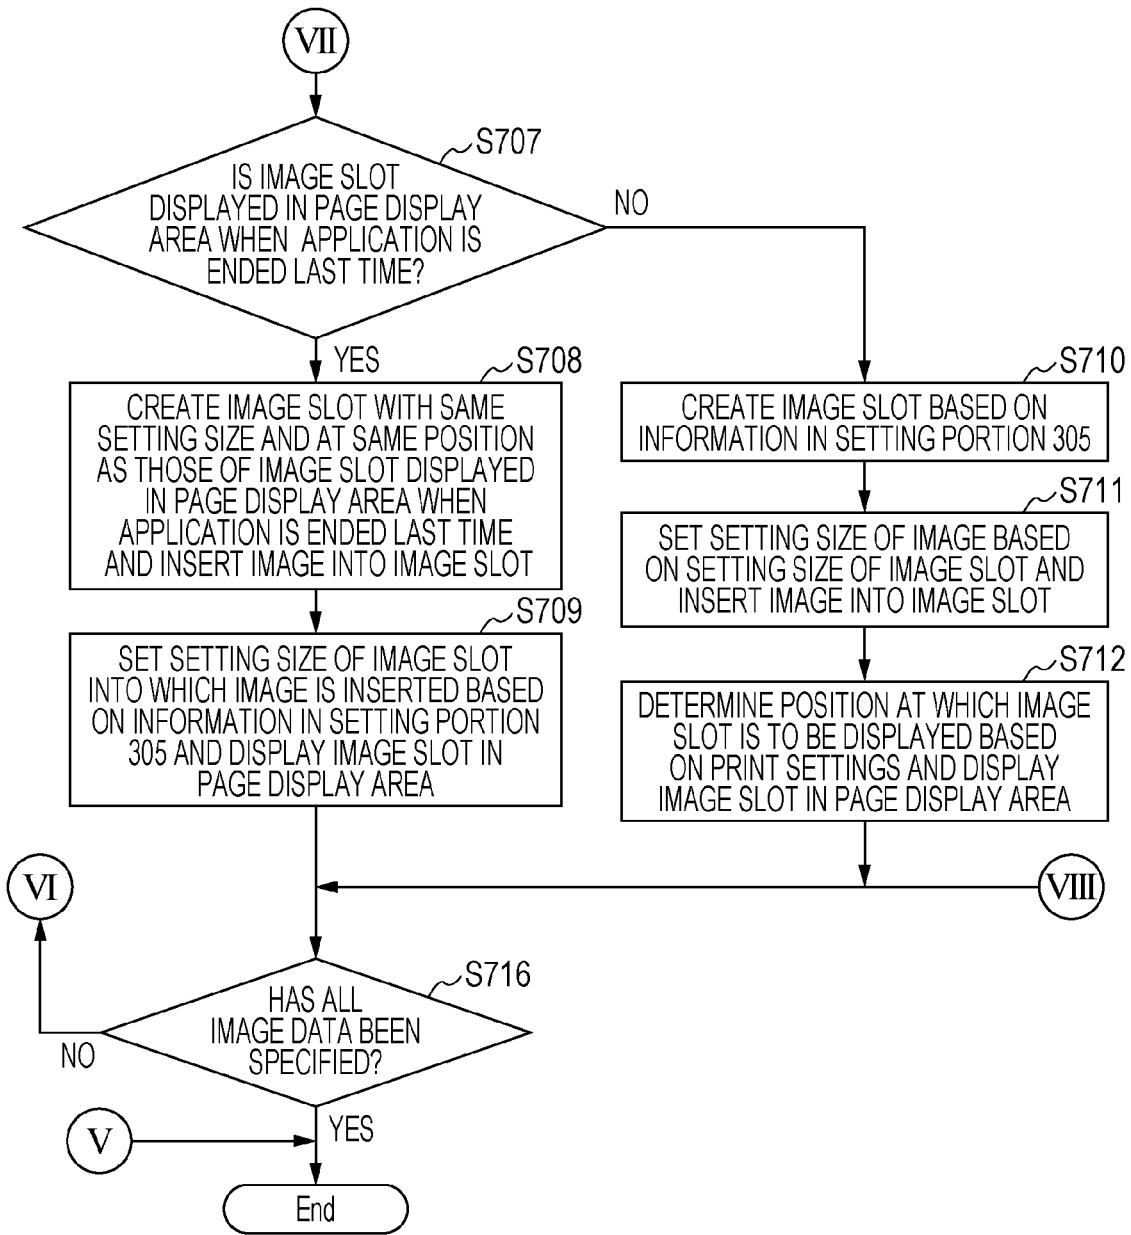 VII
S707
IS IMAGE SLOT
DISPLAYED IN PAGE DISPLAY
AREA WHEN APPLICATION IS
ENDED LAST TIME?
NO
YES
S708
CREATE IMAGE SLOT WITH SAME
SETTING SIZE AND AT SAME POSITION
AS THOSE OF IMAGE SLOT DISPLAYED
IN PAGE DISPLAY AREA WHEN
APPLICATION IS ENDED LAST TIME
AND INSERT IMAGE INTO IMAGE SLOT
S709
SET SETTING SIZE OF IMAGE SLOT
INTO WHICH IMAGE IS INSERTED BASED
ON INFORMATION IN SETTING PORTION
305 AND DISPLAY IMAGE SLOT IN
PAGE DISPLAY AREA
S710
CREATE IMAGE SLOT BASED ON
INFORMATION IN SETTING PORTION 305
S711
SET SETTING SIZE OF IMAGE BASED
ON SETTING SIZE OF IMAGE SLOT AND
INSERT IMAGE INTO IMAGE SLOT
S712
DETERMINE POSITION AT WHICH IMAGE
SLOT IS TO BE DISPLAYED BASED
ON PRINT SETTINGS AND DISPLAY
IMAGE SLOT IN PAGE DISPLAY AREA
VI
VIII
S716
HAS ALL
IMAGE DATA BEEN
SPECIFIED?
NO
YES
V
End